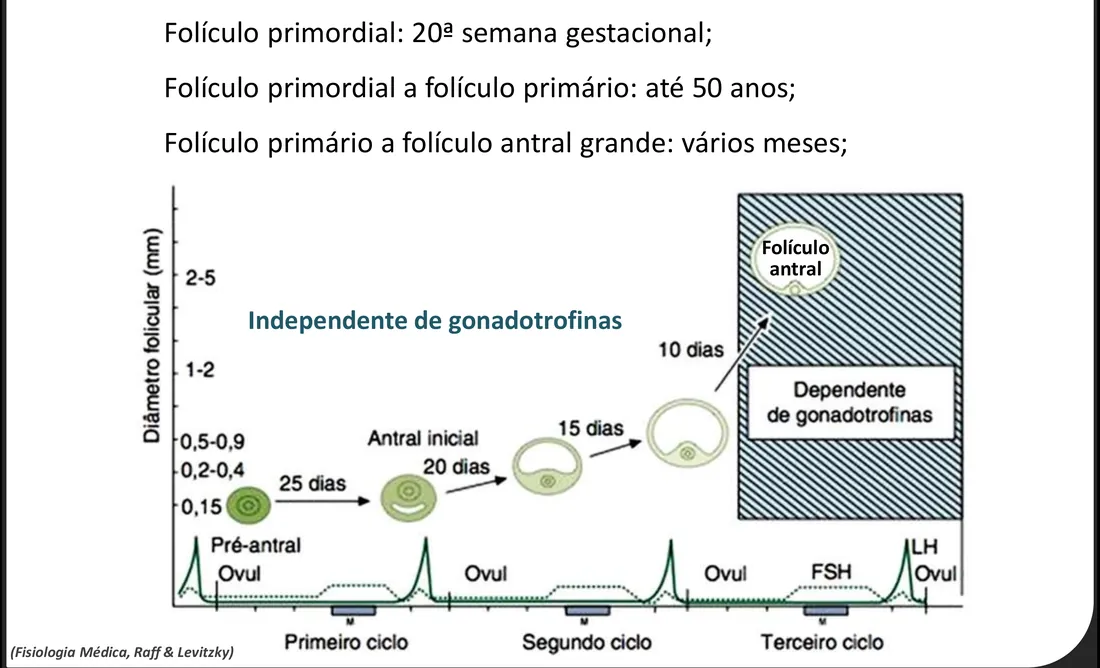 Folículo primordial: 20ª semana gestacional;
Folículo primordial a folículo primário: até 50 anos;
Folículo primário a folículo antral grande: vários meses;
Diâmetro folicular (mm)
2-5
1-2
0,5-0,9
0,2-0,4
0,15
Independente de gonadotrofinas
Folículo
antral
10 dias
Dependente
de gonadotrofinas
15 dias
Antral inicial
20 dias
25 dias
Pré-antral
Ovul
Ovul
Ovul
FSH
LH
Ovul
M
M
M
Primeiro ciclo
Segundo ciclo
Terceiro ciclo
(Fisiologia Médica, Raff & Levitzky)